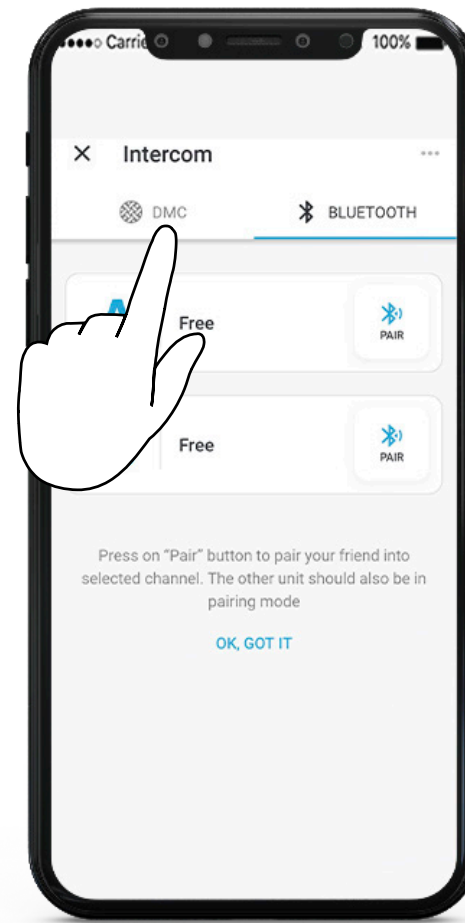 Carrie 100%
Intercom
DMC BLUETOOTH
A
Free
PAIR
Free
PAIR
Press on “Pair” button to pair your friend into
selected channel. The other unit should also be in
pairing mode
OK, GOT IT